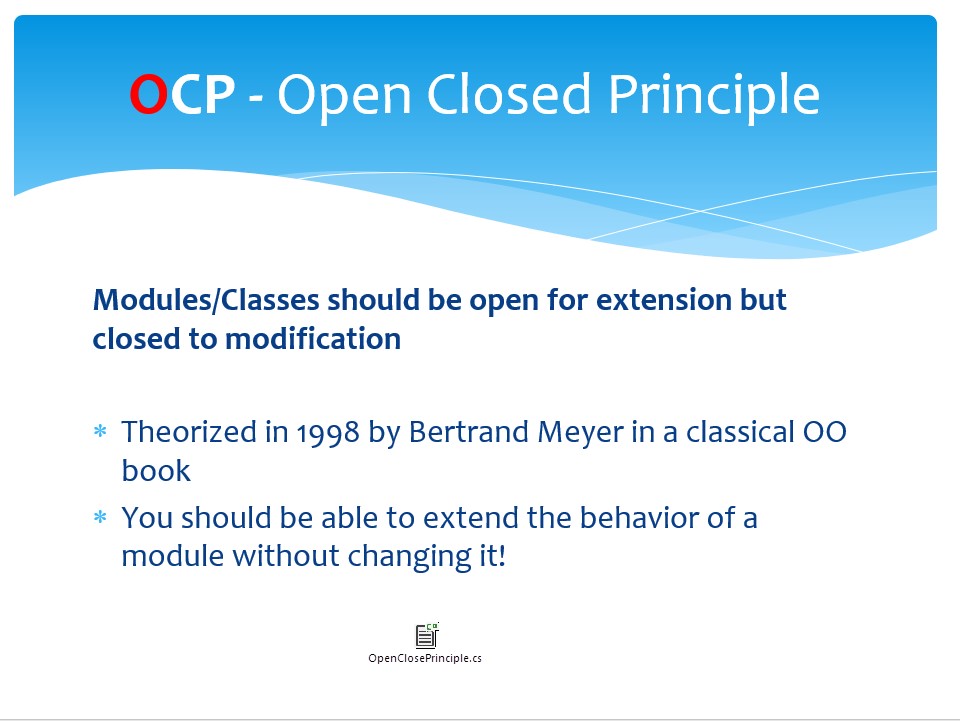 OCP - Open Closed Principle
Modules/Classes should be open for extension but
closed to modification
* Theorized in 1998 by Bertrand Meyer in a classical OO
book
* You should be able to extend the behavior of a
module without changing it!
C#
OpenClosePrinciple.cs